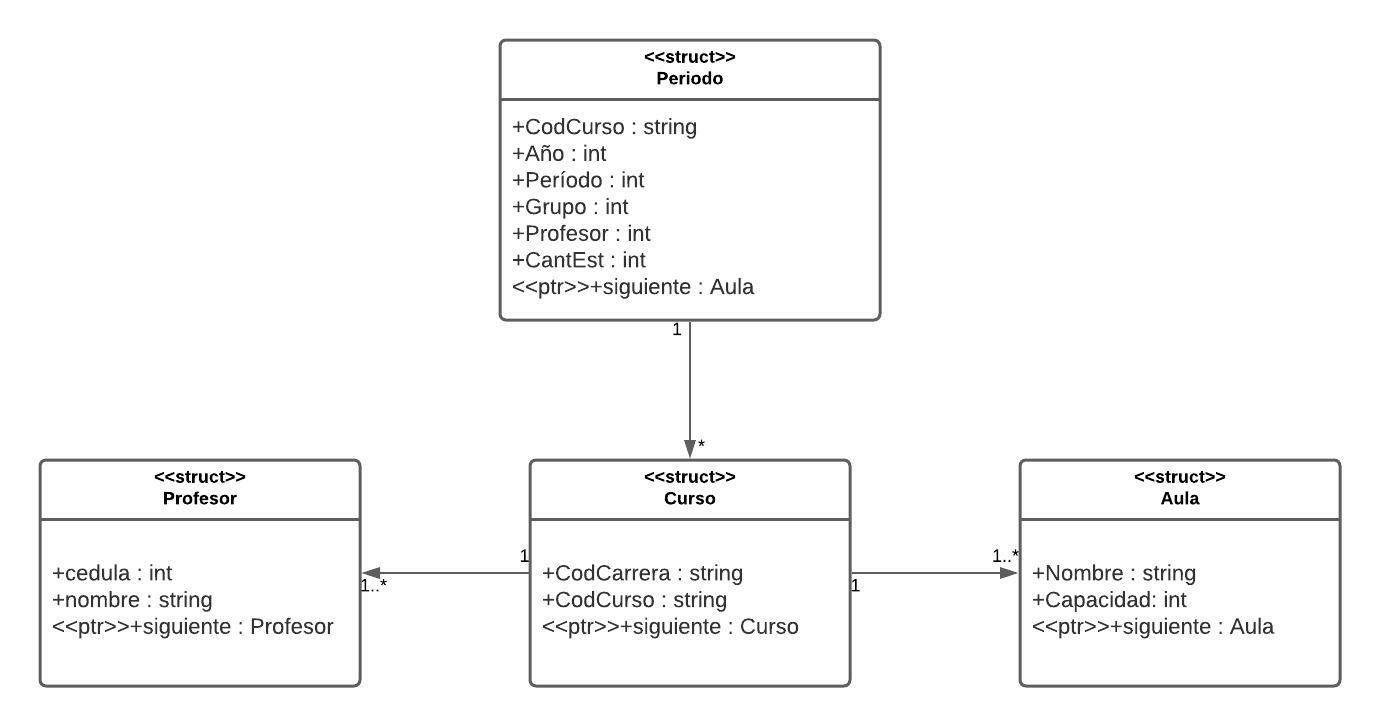 <<struct>>
Periodo
+CodCurso : string
+Año : int
+Período : int
+Grupo : int
+Profesor : int
+CantEst : int
<<ptr>>+siguiente : Aula
1
*
<<struct>>
Profesor
+cedula : int
+nombre : string
<<ptr>>+siguiente : Profesor
1..*
1
<<struct>>
Curso
+CodCarrera : string
+CodCurso : string
<<ptr>>+siguiente : Curso
1
1..*
<<struct>>
Aula
+Nombre : string
+Capacidad: int
<<ptr>>+siguiente : Aula